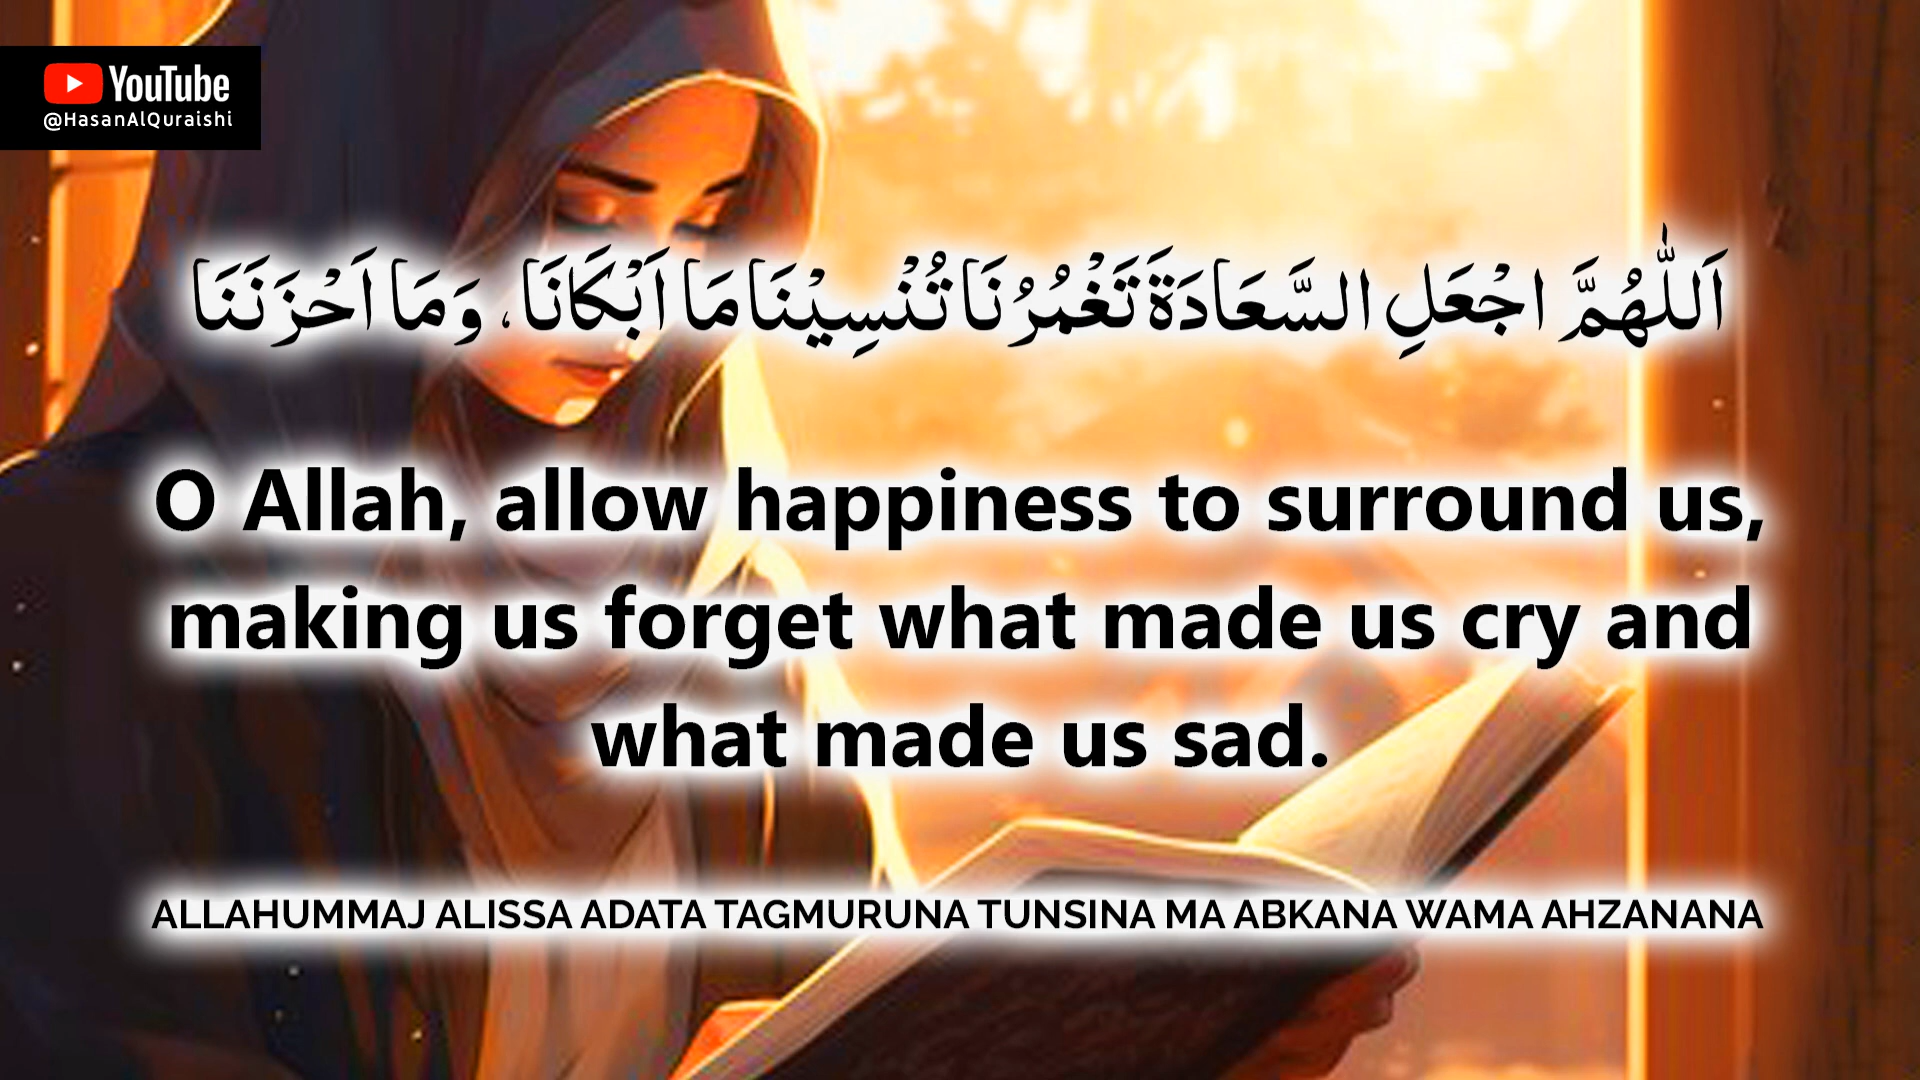 YouTube
@HasanAlQuraishi
اَللّٰهُمَّ اجْعَلِ السَّعَادَةَ تَغْمُرُنَا تُنْسِيْنَا مَا اَبْكَانَا، وَمَا اَحْزَنَنَا
O Allah, allow happiness to surround us,
making us forget what made us cry and
what made us sad.
ALLAHUMMAJ ALISSA ADATA TAGMURUNA TUNSINA MA ABKANA WAMA AHZANANA